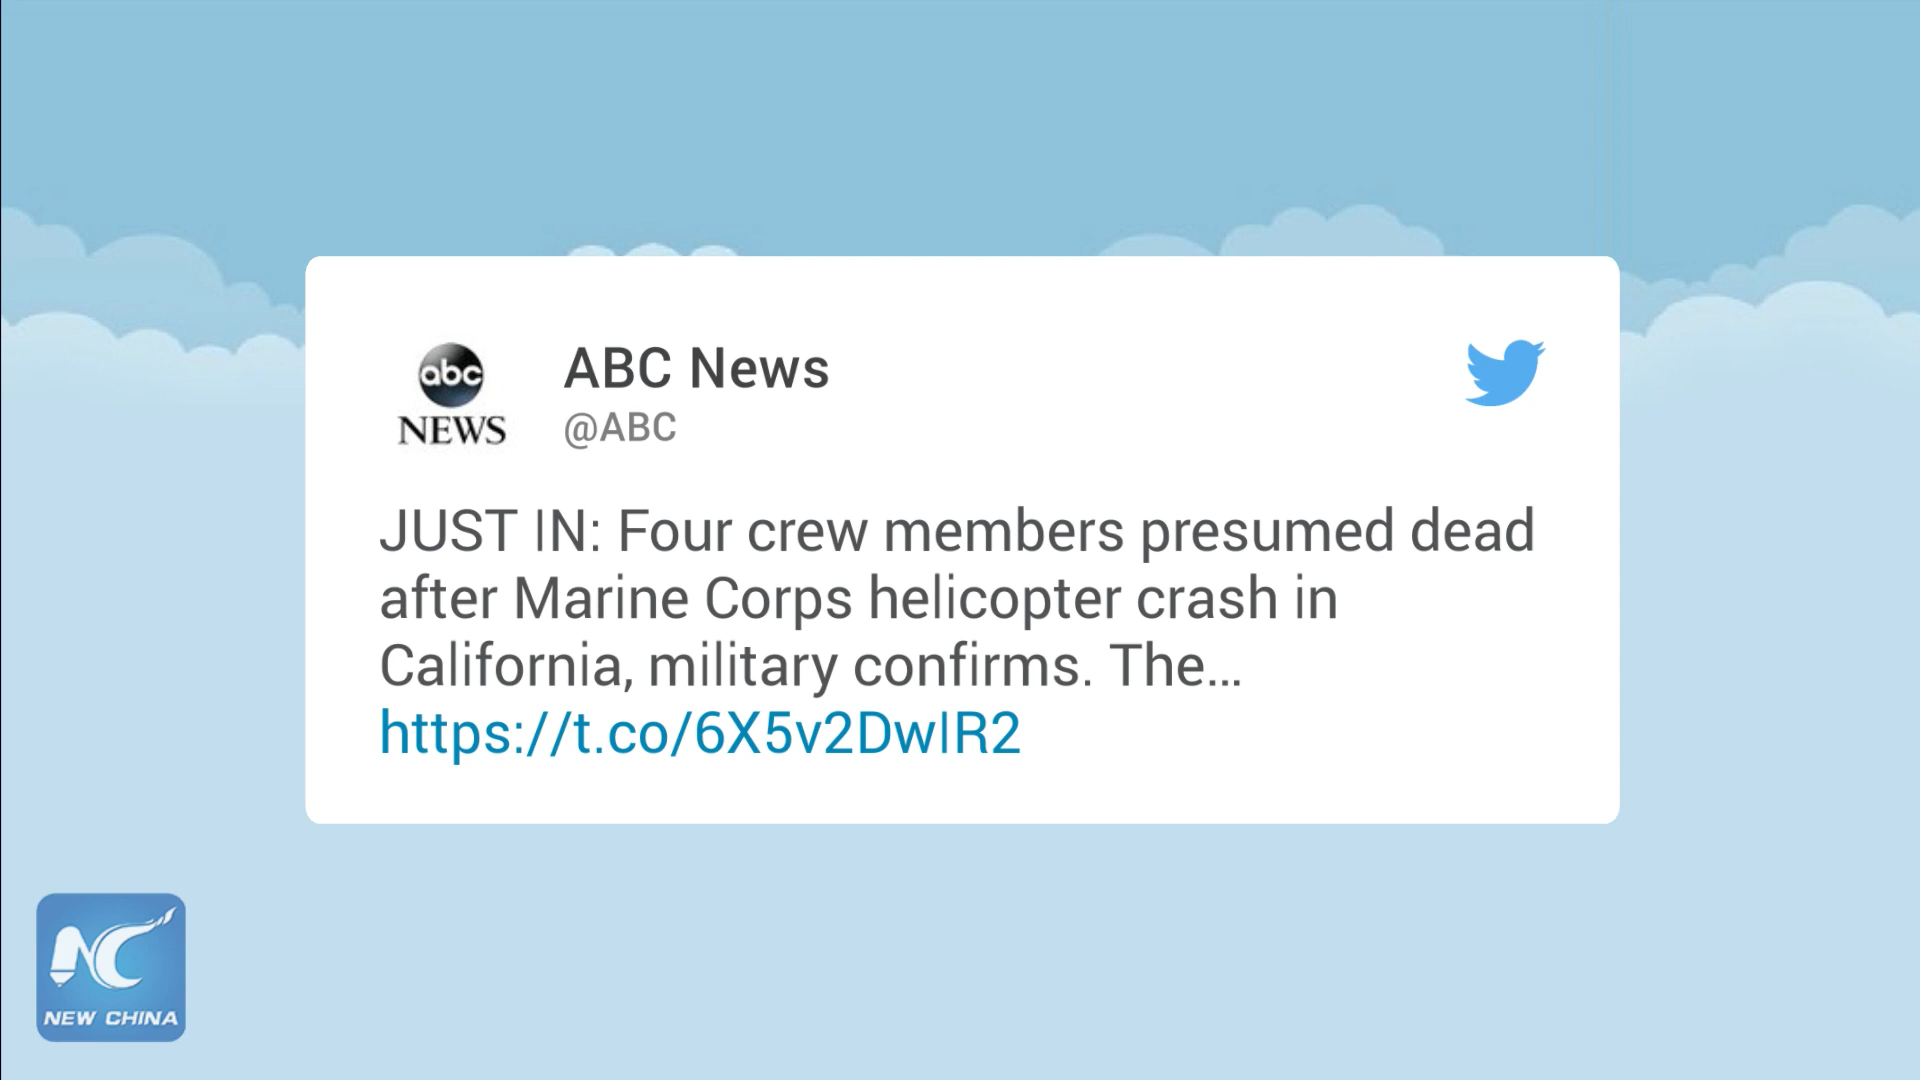 abc
NEWS
ABC News
@ABC
JUST IN: Four crew members presumed dead
after Marine Corps helicopter crash in
California, military confirms. The...
https://t.co/6X5v2DwIR2
NC
NEW CHINA